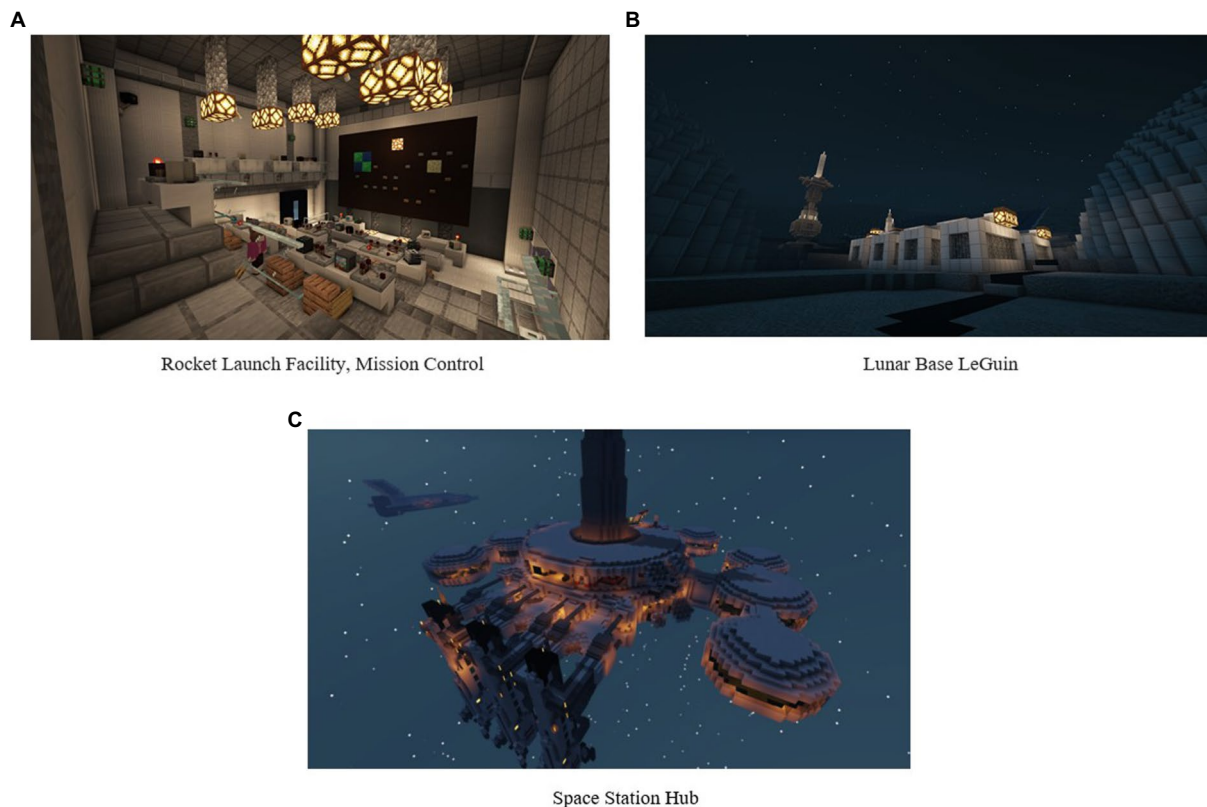 A
B
Rocket Launch Facility, Mission Control
Lunar Base LeGuin
C
Space Station Hub